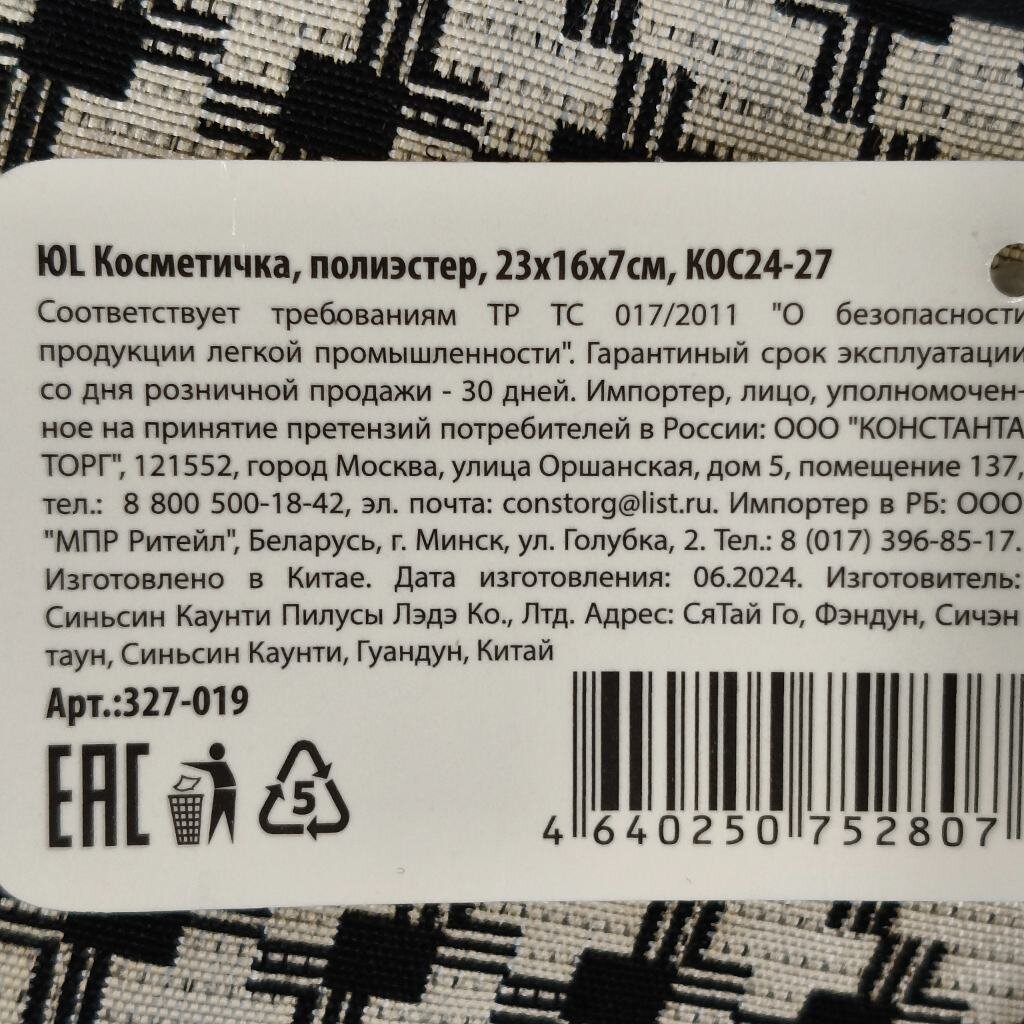 ЮL Косметичка, полиэстер, 23х16х7см, КОС24-27
Соответствует требованиям ТР ТС 017/2011 "О безопасности
продукции легкой промышленности". Гарантиный срок эксплуатации
со дня розничной продажи - 30 дней. Импортер, лицо, уполномочен-
ное на принятие претензий потребителей в России: ООО "КОНСТАНТА
ТОРГ", 121552, город Москва, улица Оршанская, дом 5, помещение 137,
тел.: 8 800 500-18-42, эл. почта: constorg@list.ru. Импортер в РБ: ООО
"МПР Ритейл", Беларусь, г. Минск, ул. Голубка, 2. Тел.: 8 (017) 396-85-17.
Изготовлено в Китае. Дата изготовления: 06.2024. Изготовитель:
Синьсин Каунти Пилусы Лэдэ Ко., Лтд. Адрес: СяТай Го, Фэндун, Сичэн
таун, Синьсин Каунти, Гуандун, Китай
Арт.:327-019
EAC 5
4 640250 752807